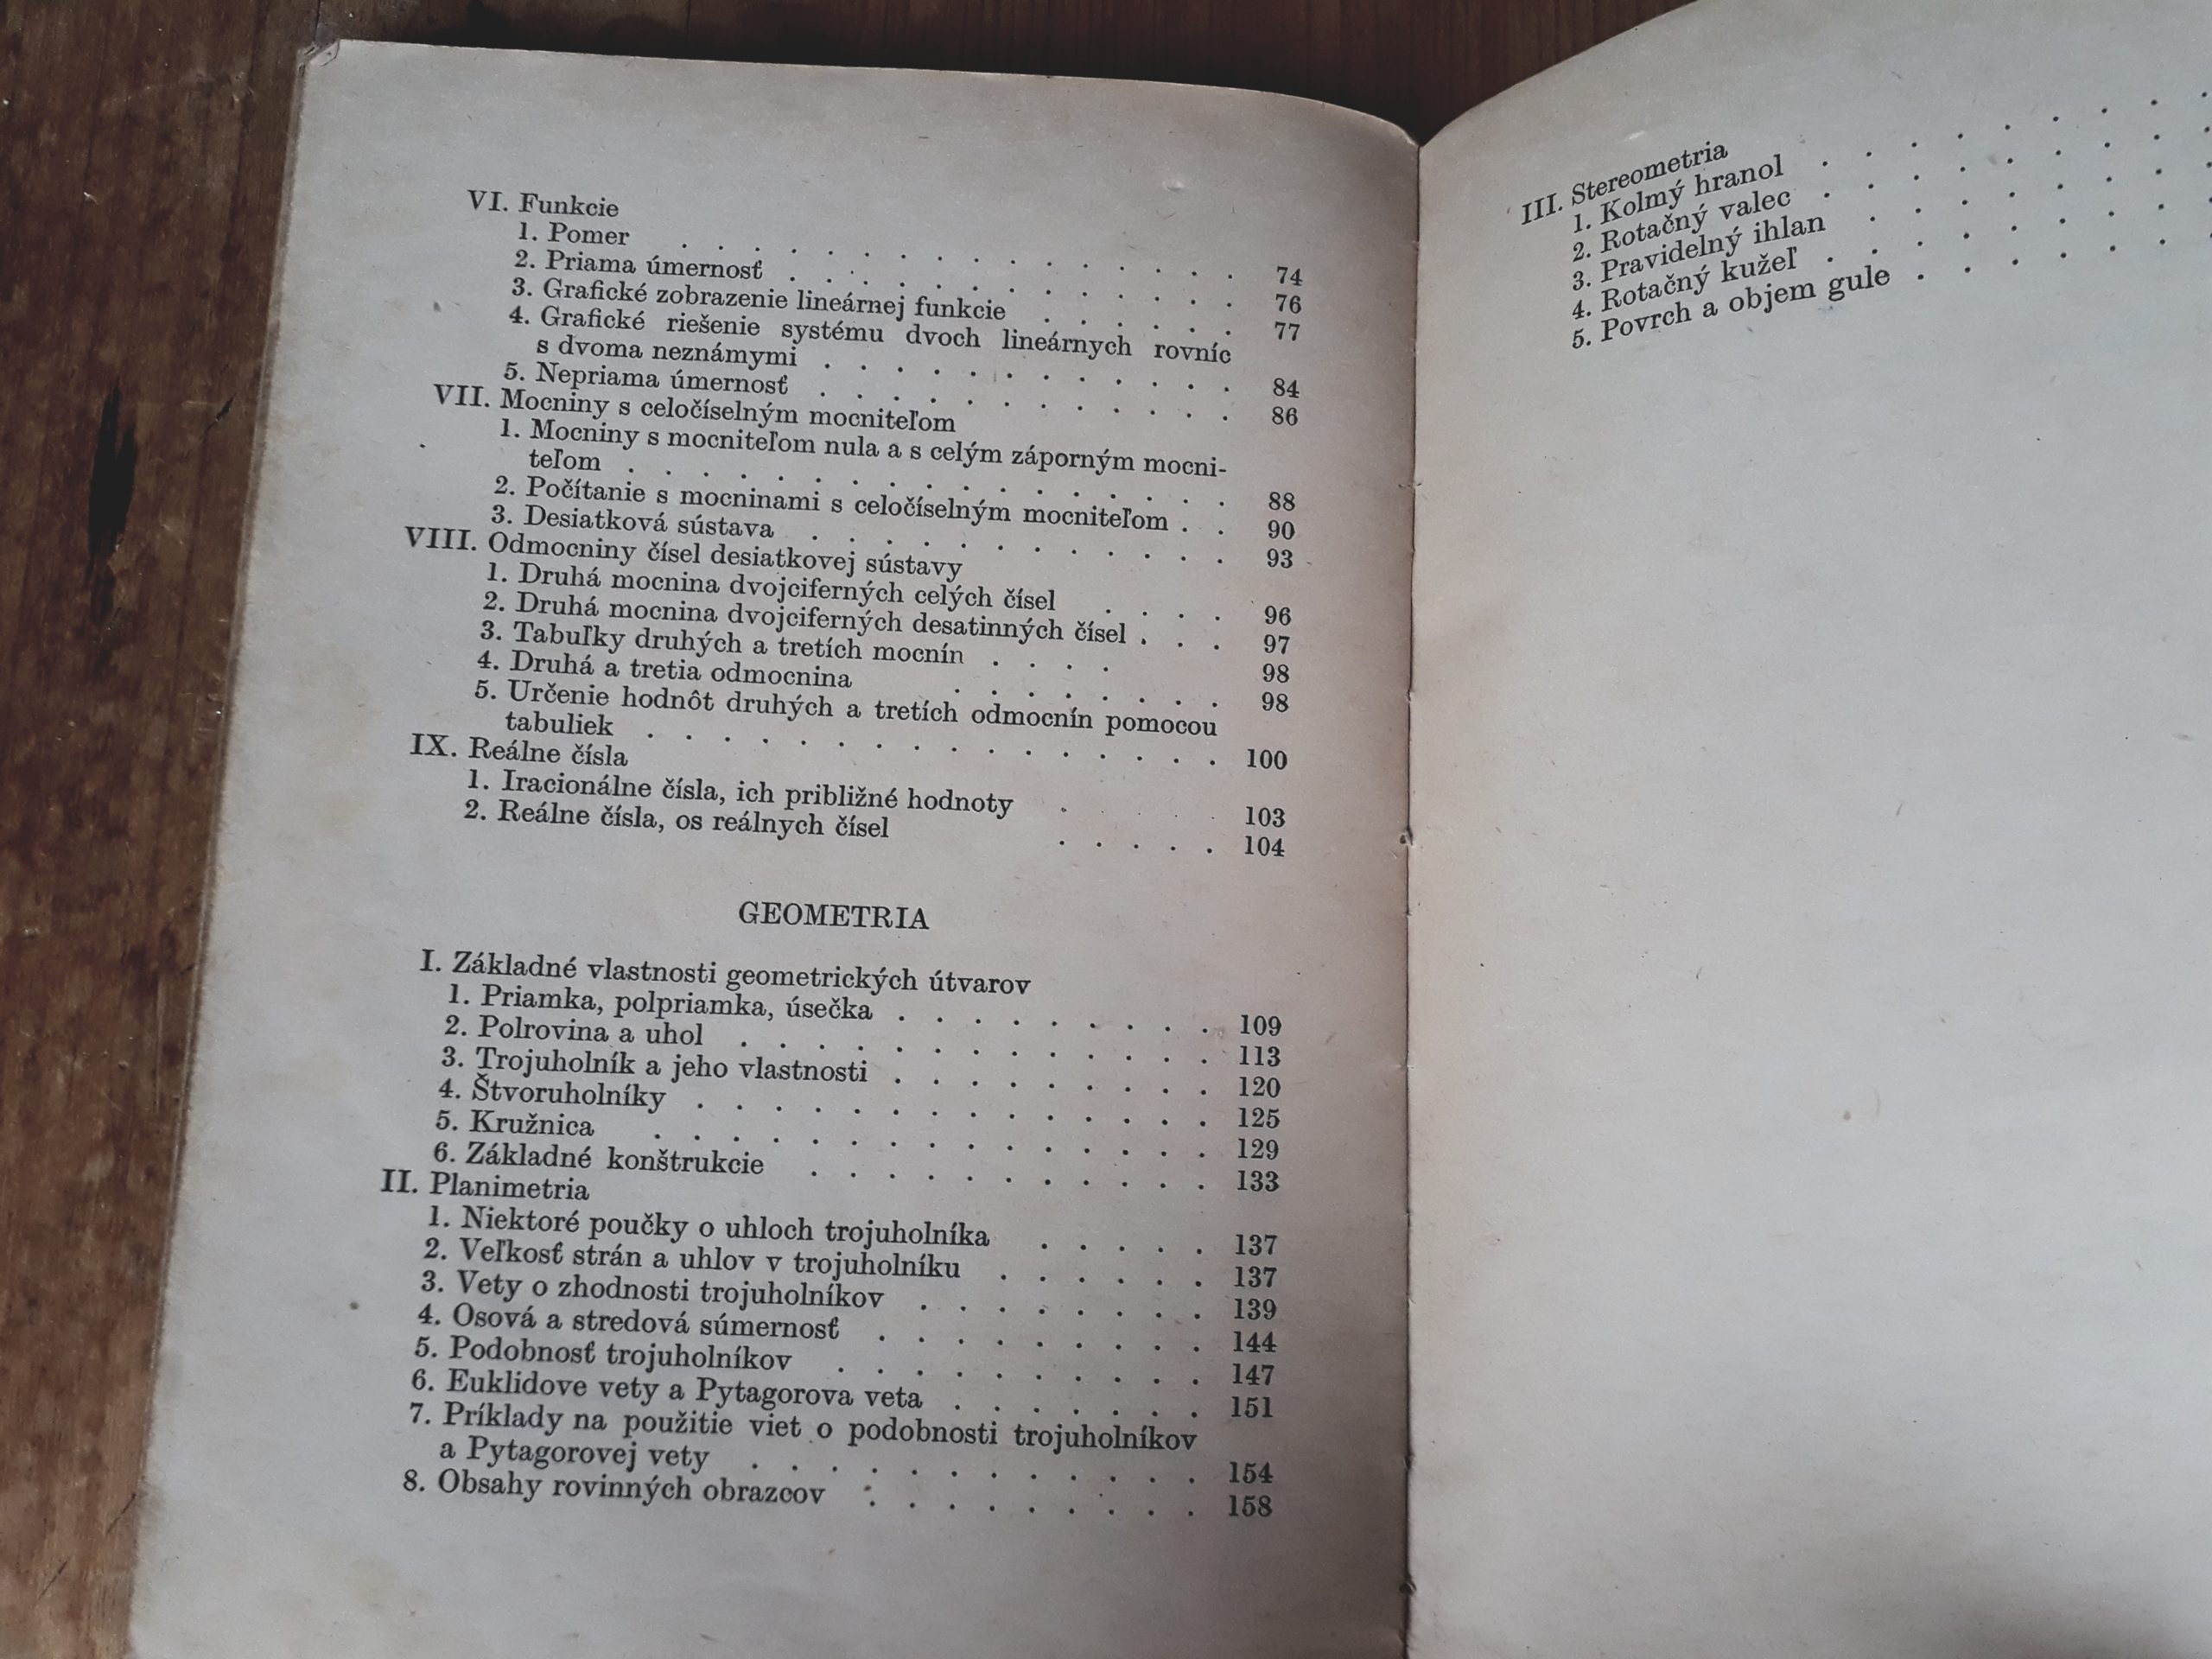 VI. Funkcie
1. Pomer . . . . . . . . . . . . . . . 74
2. Priama úmernosť . . . . . . . . . . . . 76
3. Grafické zobrazenie lineárnej funkcie . . . . . . 77
4. Grafické riešenie systému dvoch lineárnych rovníc
s dvoma neznámymi . . . . . . . . . . . 84
5. Nepriama úmernosť . . . . . . . . . . . . 86
VII. Mocniny s celočíselným mocniteľom
1. Mocniny s mocniteľom nula a s celým záporným mocni-
teľom . . . . . . . . . . . . . . . . . 88
2. Počítanie s mocninami s celočíselným mocniteľom . . 90
3. Desiatková sústava . . . . . . . . . . . . 93
VIII. Odmocniny čísel desiatkovej sústavy
1. Druhá mocnina dvojciferných celých čísel . . . . 96
2. Druhá mocnina dvojciferných desatinných čísel . . . 97
3. Tabuľky druhých a tretích mocnín . . . . 98
4. Druhá a tretia odmocnina . . . . . . . . 98
5. Určenie hodnôt druhých a tretích odmocnín pomocou
tabuliek . . . . . . . . . . . . . . . . 100
IX. Reálne čísla
1. Iracionálne čísla, ich približné hodnoty . . . . 103
2. Reálne čísla, os reálnych čísel . . . . . 104
GEOMETRIA
I. Základné vlastnosti geometrických útvarov
1. Priamka, polpriamka, úsečka . . . . . . . . . 109
2. Polrovina a uhol . . . . . . . . . . . . . 113
3. Trojuholník a jeho vlastnosti . . . . . . . . . 120
4. Štvoruholníky . . . . . . . . . . . . . . 125
5. Kružnica . . . . . . . . . . . . . . . 129
6. Základné konštrukcie . . . . . . . . . . . 133
II. Planimetria
1. Niektoré poučky o uhloch trojuholníka . . . . . 137
2. Veľkosť strán a uhlov v trojuholníku . . . . . . 137
3. Vety o zhodnosti trojuholníkov . . . . . . . . 139
4. Osová a stredová súmernosť . . . . . . . . . 144
5. Podobnosť trojuholníkov . . . . . . . . . . 147
6. Euklidove vety a Pytagorova veta . . . . . . . 151
7. Príklady na použitie viet o podobnosti trojuholníkov
a Pytagorovej vety . . . . . . . . . . . . 154
8. Obsahy rovinných obrazcov . . . . . . . . . 158
III. Stereometria
1. Kolmý hranol . . . . . . . . .
2. Rotačný valec . . . . . . . . .
3. Pravidelný ihlan . . . . . . . .
4. Rotačný kužeľ . . . . . . . . .
5. Povrch a objem gule . . . . . . .